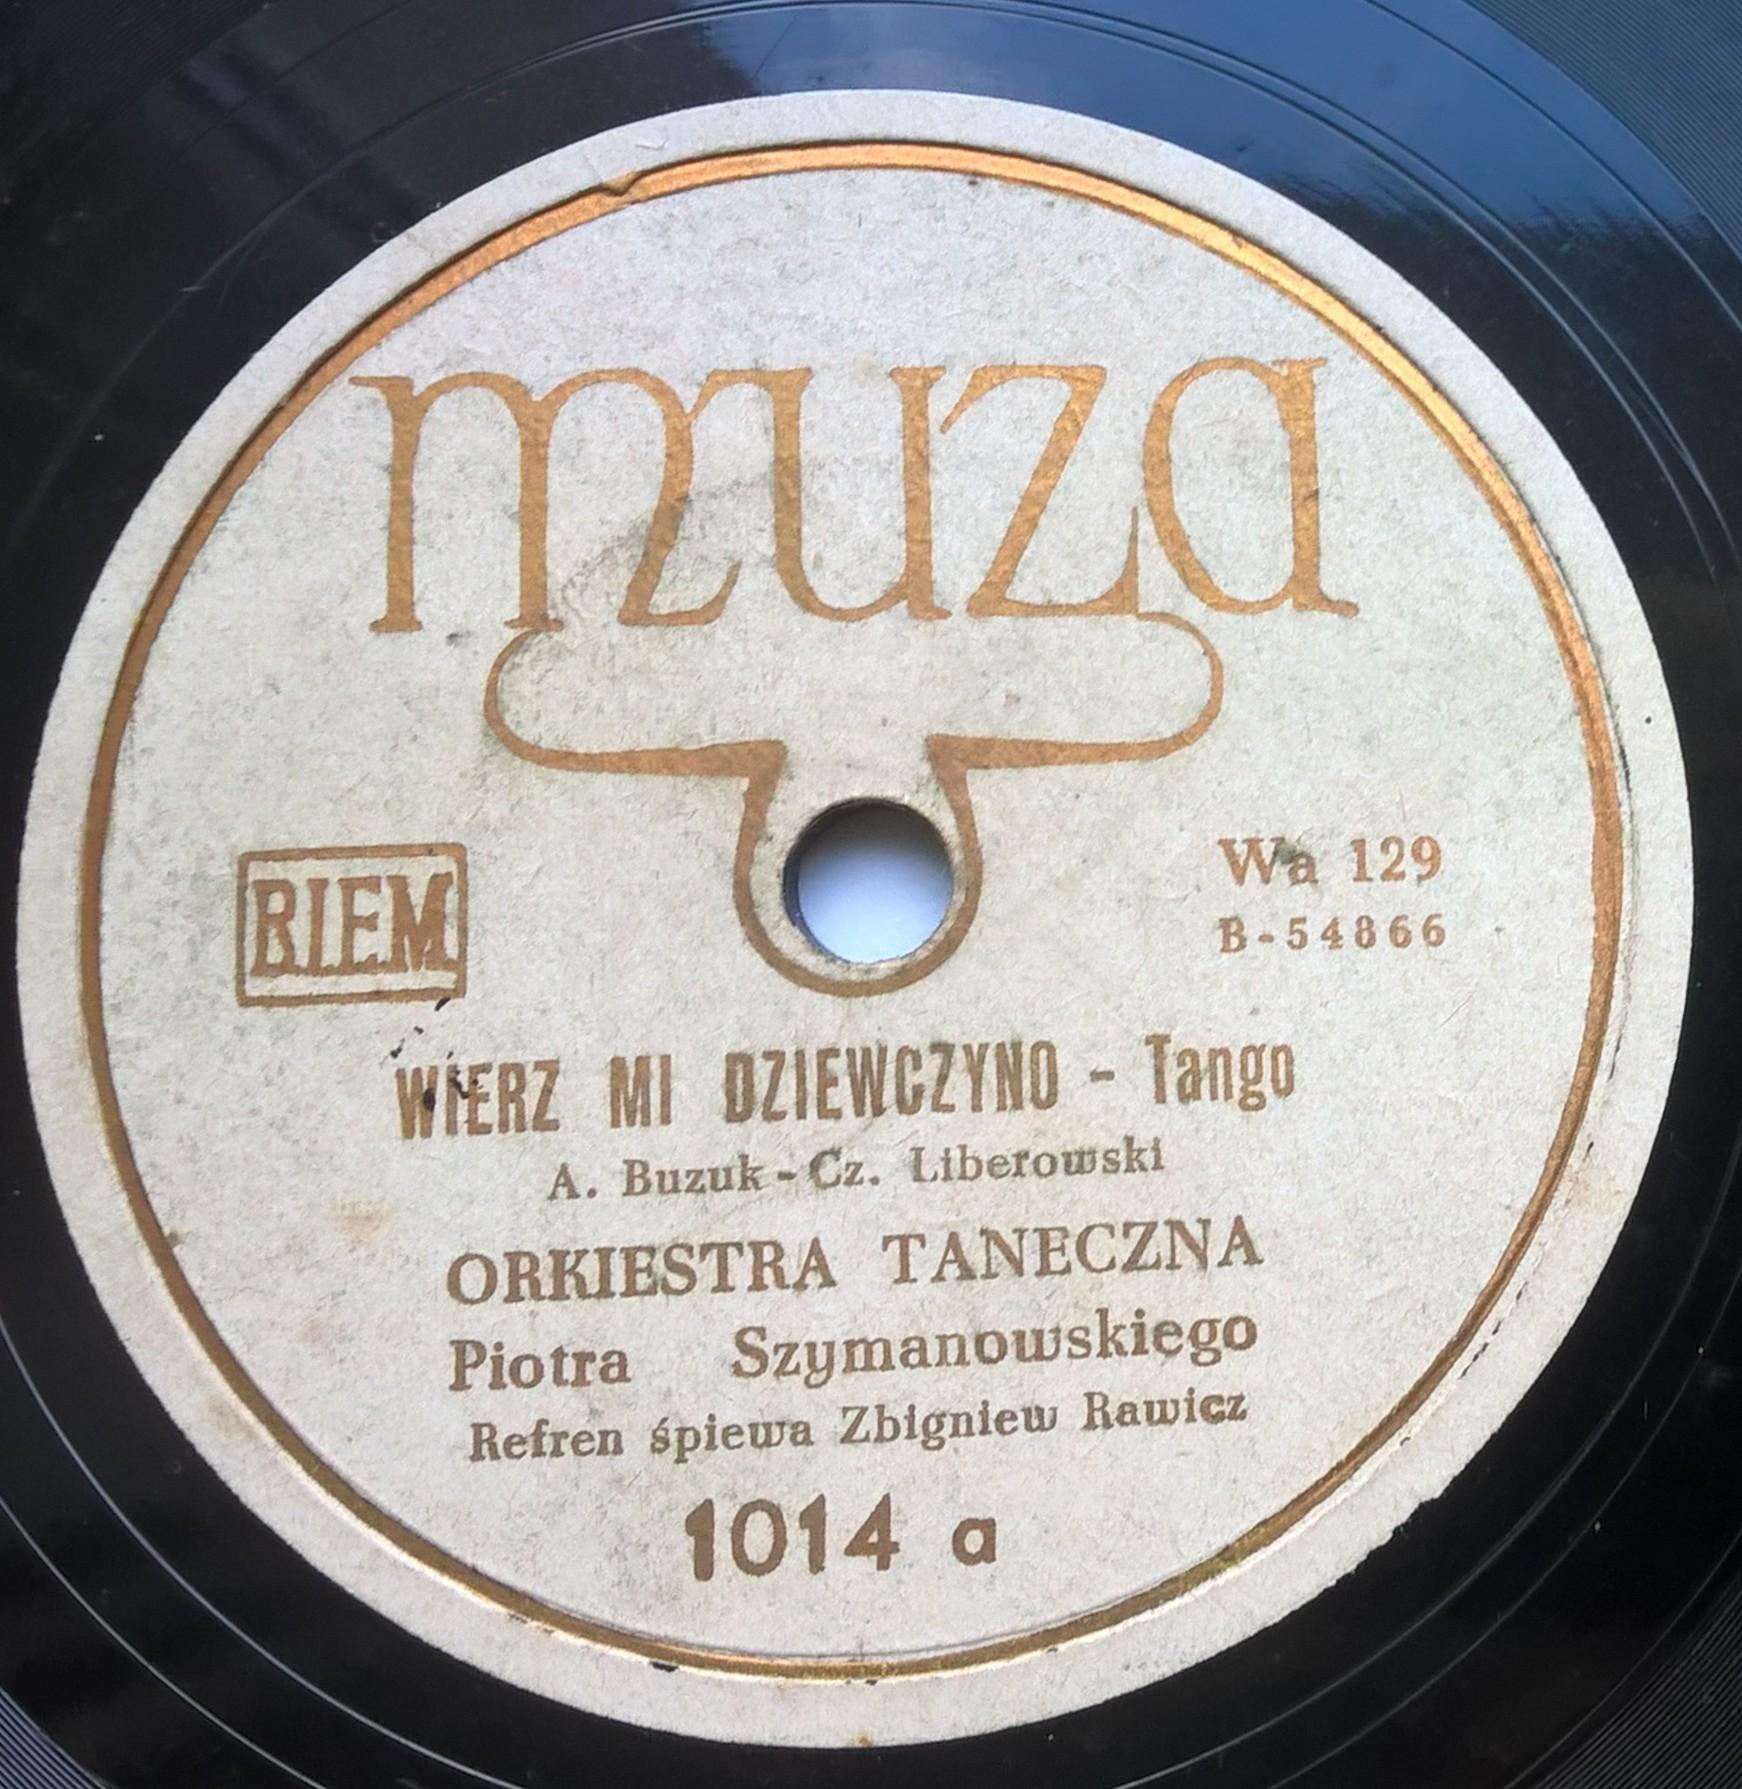 muza
BIEM
Wa 129
B-54866
WIERZ MI DZIEWCZYNO - Tango
A. Buzuk - Cz. Liberowski
ORKIESTRA TANECZNA
Piotra Szymanowskiego
Refren śpiewa Zbigniew Rawicz
1014 a